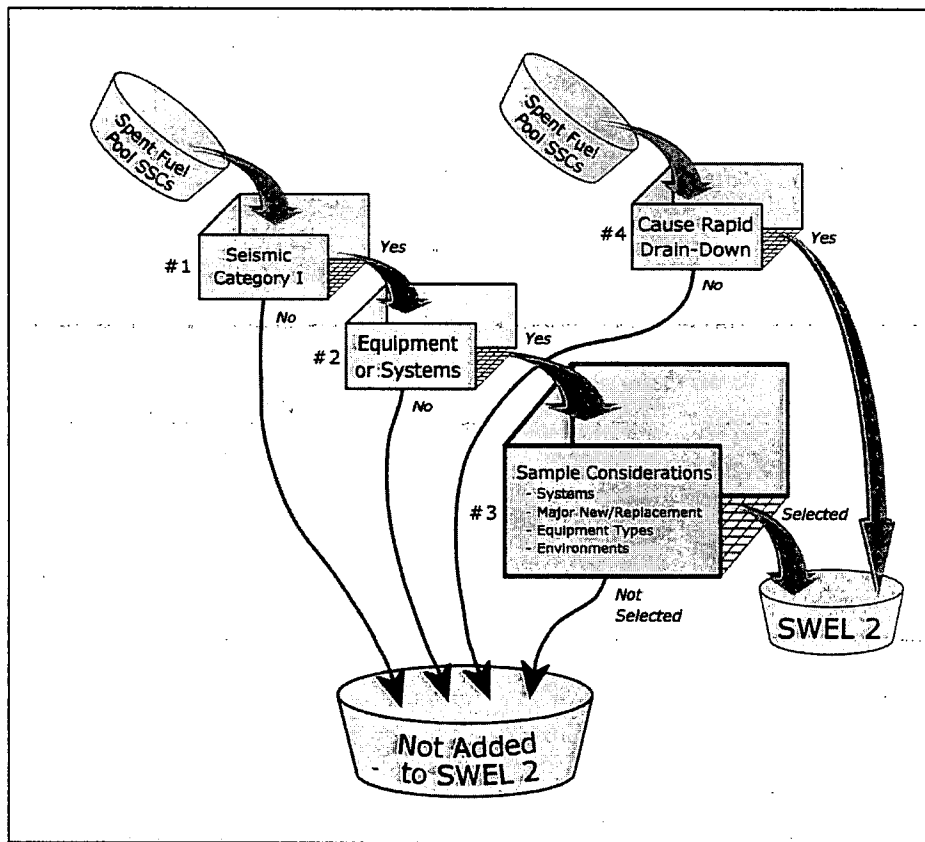 Spent Fuel
Pool SSCs
#1
Seismic
Category I
Yes
No
#2
Equipment
or Systems
Yes
No
Sample Considerations
- Systems
- Major New/Replacement
- Equipment Types
- Environments
#3
Selected
Not
Selected
Spent Fuel
Pool SSCs
#4
Cause Rapid
Drain-Down
Yes
No
SWEL 2
Not Added
to SWEL 2